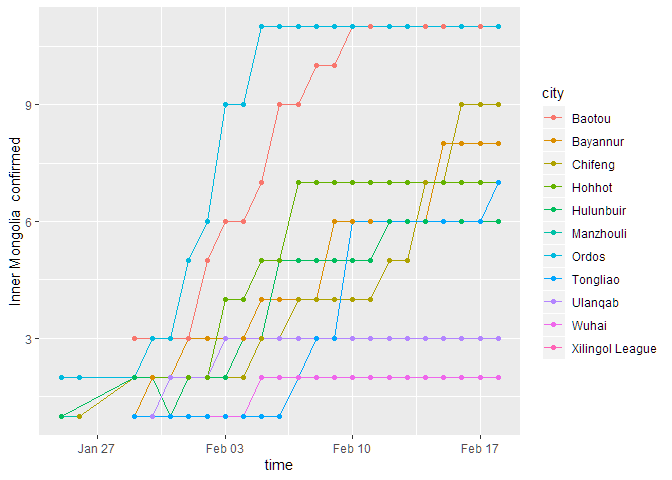 Inner Mongolia  confirmed
9
6
3
Jan 27
Feb 03
Feb 10
Feb 17
time
city
Baotou
Bayannur
Chifeng
Hohhot
Hulunbuir
Manzhouli
Ordos
Tongliao
Ulanqab
Wuhai
Xilingol League